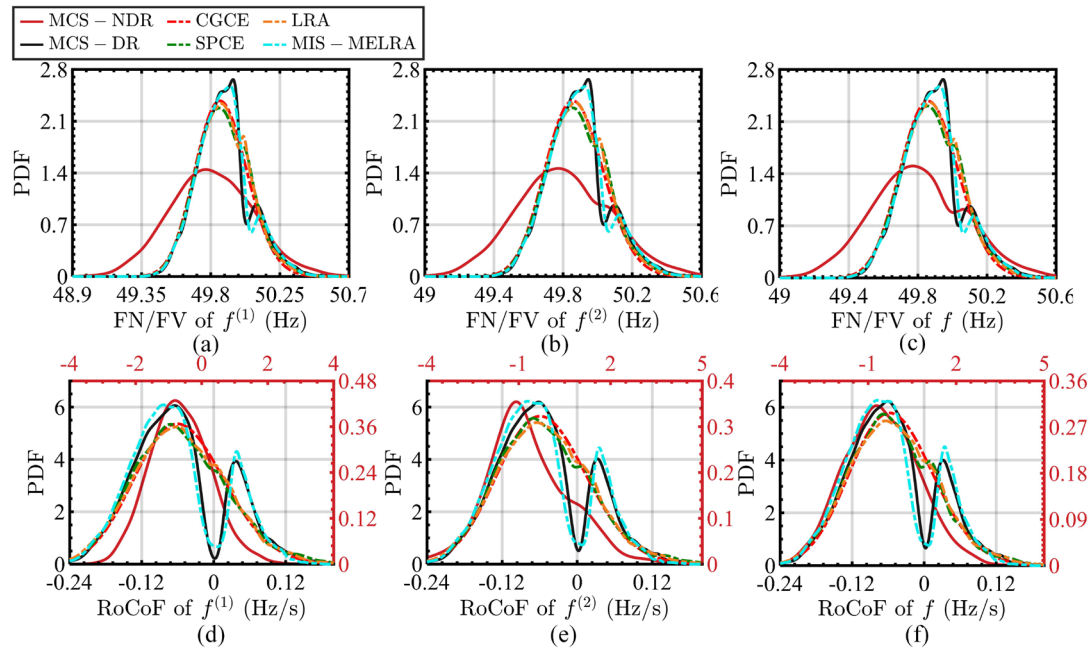 MCS – NDR CGCE LRA
MCS – DR SPCE MIS – MELRA
2.8 2.8 2.8
2.1 2.1 2.1
1.4 1.4 1.4
0.7 0.7 0.7
0 0 0
PDF PDF PDF
48.9 49.35 49.8 50.25 50.7 49 49.4 49.8 50.2 50.6 49 49.4 49.8 50.2 50.6
FN/FV of f⁽¹⁾ (Hz) FN/FV of f⁽²⁾ (Hz) FN/FV of f (Hz)
(a) (b) (c)
-4 -2 0 2 4 -4 -1 2 5 -4 -1 2 5
6 0.48 6 0.4 6 0.36
0.36 0.3 0.27
4 0.24 4 0.2 4 0.18
2 0.12 2 0.1 2 0.09
0 0 0 0 0 0
PDF PDF PDF
-0.24 -0.12 0 0.12 -0.24 -0.12 0 0.12 -0.24 -0.12 0 0.12
RoCoF of f⁽¹⁾ (Hz/s) RoCoF of f⁽²⁾ (Hz/s) RoCoF of f (Hz/s)
(d) (e) (f)